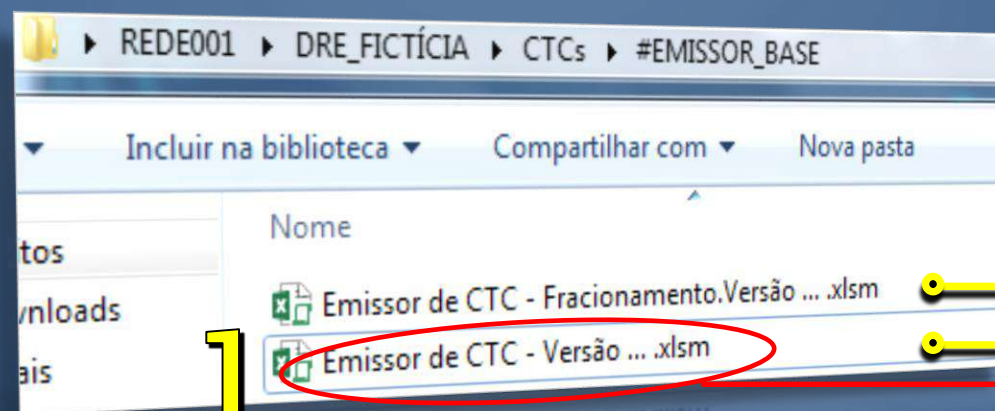 REDE001 ▸ DRE_FICTÍCIA ▸ CTCs ▸ #EMISSOR_BASE
Incluir na biblioteca Compartilhar com Nova pasta
Nome
tos
Emissor de CTC - Fracionamento.Versão ... .xlsm
wnloads
Emissor de CTC - Versão ... .xlsm
ais
1